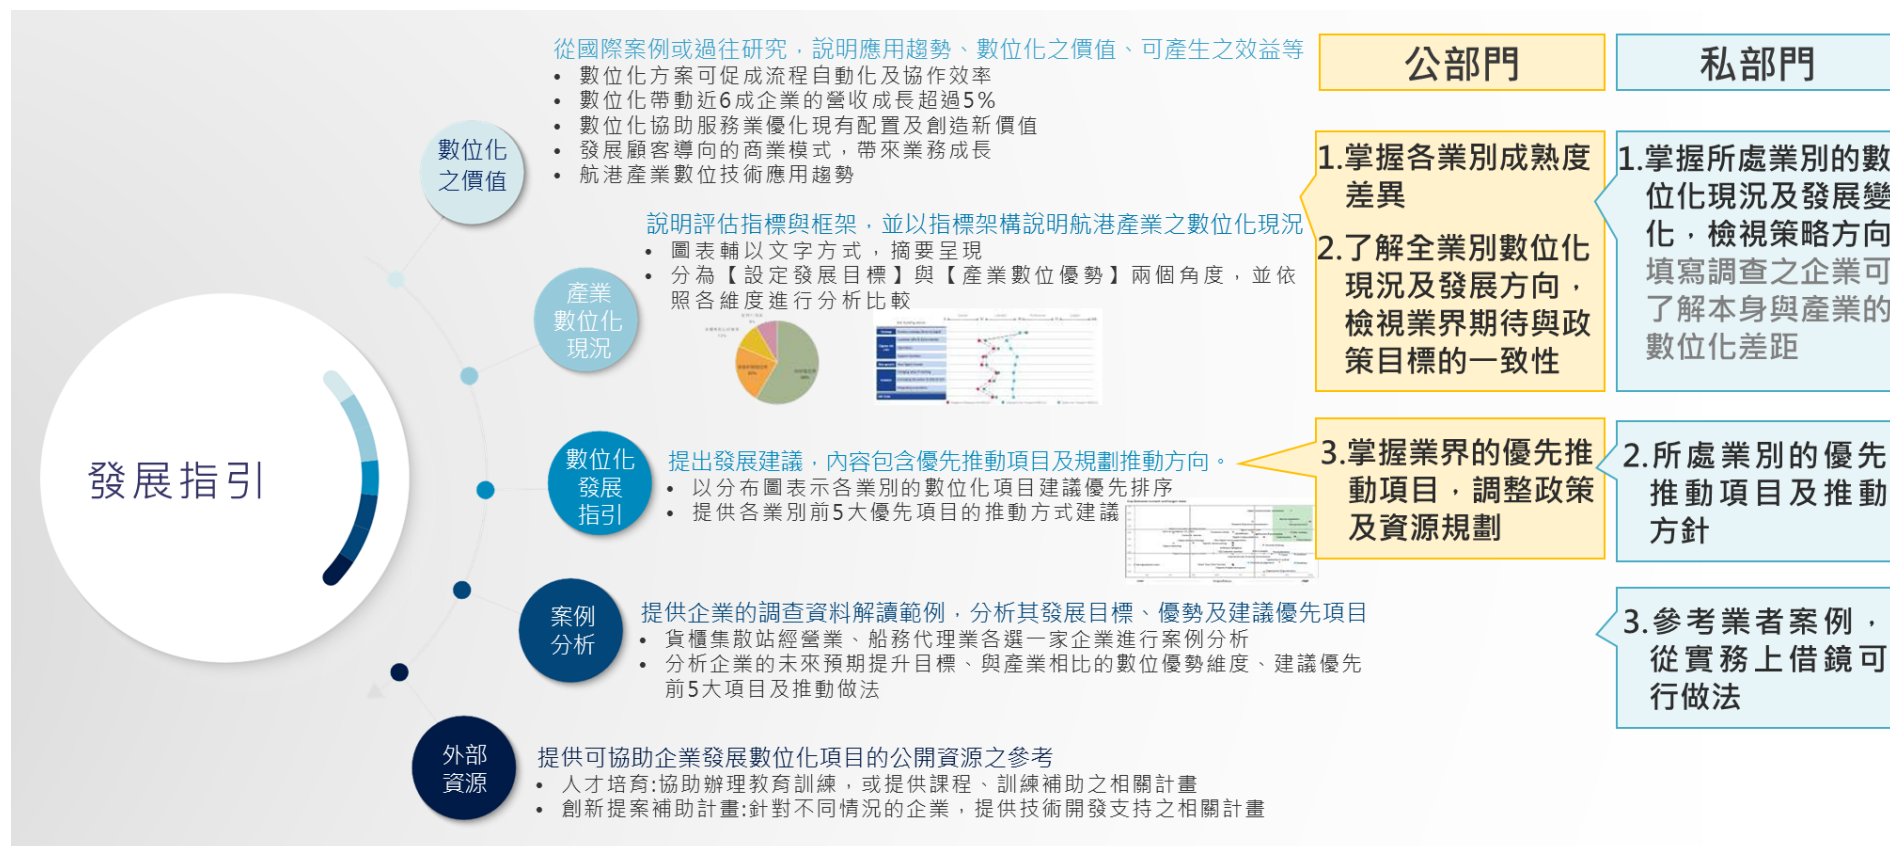 發展指引
數位化
之價值
從國際案例或過往研究，說明應用趨勢、數位化之價值、可產生之效益等
• 數位化方案可促成流程自動化及協作效率
• 數位化帶動近6成企業的營收成長超過5%
• 數位化協助服務業優化現有配置及創造新價值
• 發展顧客導向的商業模式，帶來業務成長
• 航港產業數位技術應用趨勢
產業
數位化
現況
說明評估指標與框架，並以指標架構說明航港產業之數位化現況
• 圖表輔以文字方式，摘要呈現
• 分為【設定發展目標】與【產業數位優勢】兩個角度，並依
照各維度進行分析比較
數位化
發展
指引
提出發展建議，內容包含優先推動項目及規劃推動方向。
• 以分布圖表示各業別的數位化項目建議優先排序
• 提供各業別前5大優先項目的推動方式建議
案例
分析
提供企業的調查資料解讀範例，分析其發展目標、優勢及建議優先項目
• 貨櫃集散站經營業、船務代理業各選一家企業進行案例分析
• 分析企業的未來預期提升目標、與產業相比的數位優勢維度、建議優先
前5大項目及推動做法
外部
資源
提供可協助企業發展數位化項目的公開資源之參考
• 人才培育:協助辦理教育訓練，或提供課程、訓練補助之相關計畫
• 創新提案補助計畫:針對不同情況的企業，提供技術開發支持之相關計畫
公部門
1.掌握各業別成熟度
差異
2.了解全業別數位化
現況及發展方向，
檢視業界期待與政
策目標的一致性
3.掌握業界的優先推
動項目，調整政策
及資源規劃
私部門
1.掌握所處業別的數
位化現況及發展變
化，檢視策略方向
填寫調查之企業可
了解本身與產業的
數位化差距
2.所處業別的優先
推動項目及推動
方針
3.參考業者案例，
從實務上借鏡可
行做法